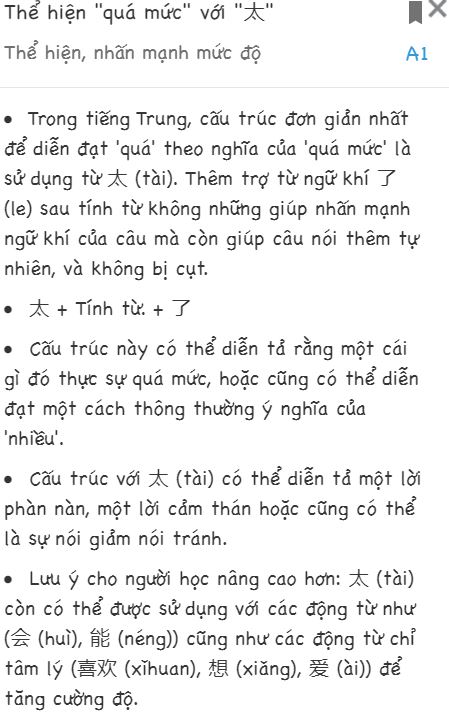 Thể hiện "quá mức" với "太"
Thể hiện, nhấn mạnh mức độ
A1
• Trong tiếng Trung, cấu trúc đơn giản nhất
để diễn đạt 'quá' theo nghĩa của 'quá mức' là
sử dụng từ 太 (tài). Thêm trợ từ ngữ khí 了
(le) sau tính từ không những giúp nhấn mạnh
ngữ khí của câu mà còn giúp câu nói thêm tự
nhiên, và không bị cụt.
• 太 + Tính từ. + 了
• Cấu trúc này có thể diễn tả rằng một cái
gì đó thực sự quá mức, hoặc cũng có thể diễn
đạt một cách thông thường ý nghĩa của
'nhiều'.
• Cấu trúc với 太 (tài) có thể diễn tả một lời
phàn nàn, một lời cảm thán hoặc cũng có thể
là sự nói giảm nói tránh.
• Lưu ý cho người học nâng cao hơn: 太 (tài)
còn có thể được sử dụng với các động từ như
(会 (huì), 能 (néng)) cũng như các động từ chỉ
tâm lý (喜欢 (xǐhuan), 想 (xiǎng), 爱 (ài)) để
tăng cường độ.